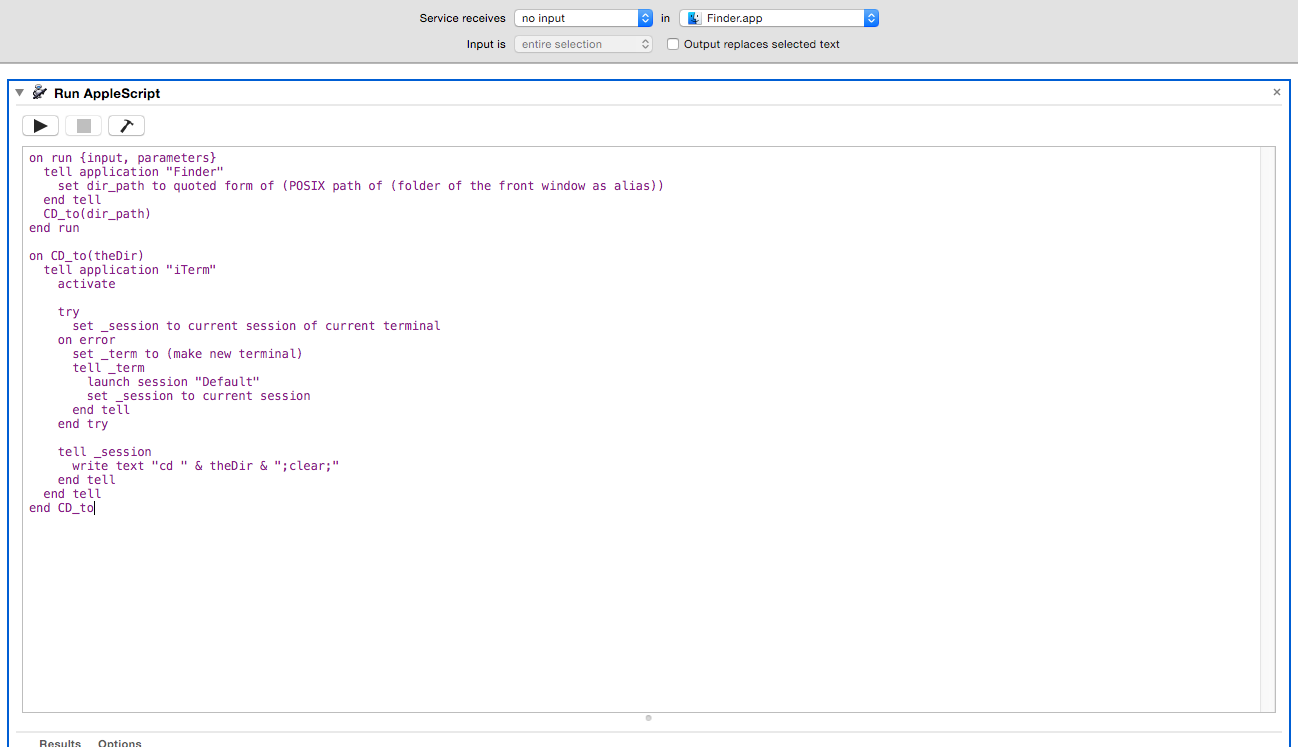 Service receives no input in Finder.app
Input is entire selection Output replaces selected text
Run AppleScript
on run {input, parameters}
tell application "Finder"
set dir_path to quoted form of (POSIX path of (folder of the front window as alias))
end tell
CD_to(dir_path)
end run
on CD_to(theDir)
tell application "iTerm"
activate
try
set _session to current session of current terminal
on error
set _term to (make new terminal)
tell _term
launch session "Default"
set _session to current session
end tell
end try
tell _session
write text "cd " & theDir & ";clear;"
end tell
end tell
end CD_to
Results Options